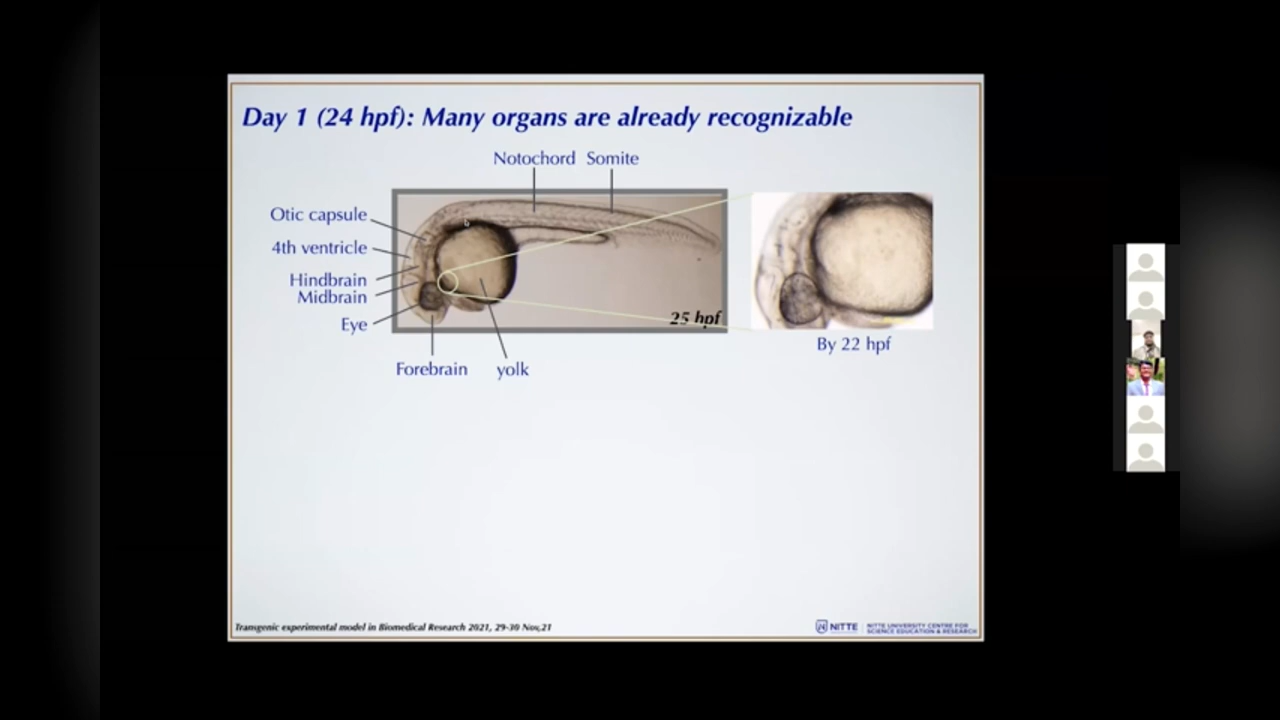 Day 1 (24 hpf): Many organs are already recognizable
Notochord Somite
Otic capsule
4th ventricle
Hindbrain
Midbrain
Eye
25 hpf
By 22 hpf
Forebrain
yolk
Transgenic experimental model in Biomedical Research 2021, 29-30 Nov,21
NITTE
NITTE UNIVERSITY CENTRE FOR
SCIENCE EDUCATION & RESEARCH